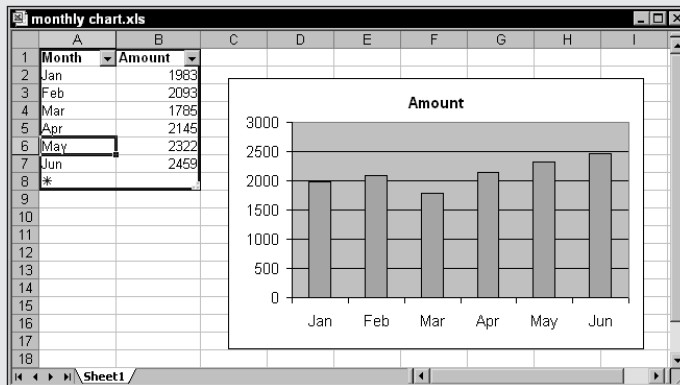 monthly chart.xls
A B C D E F G H I
1 Month Amount
2 Jan 1983
3 Feb 2093
4 Mar 1785
5 Apr 2145
6 May 2322
7 Jun 2459
8 *
9
10
11
12
13
14
15
16
17
18
Amount
3000
2500
2000
1500
1000
500
0
Jan Feb Mar Apr May Jun
Sheet1